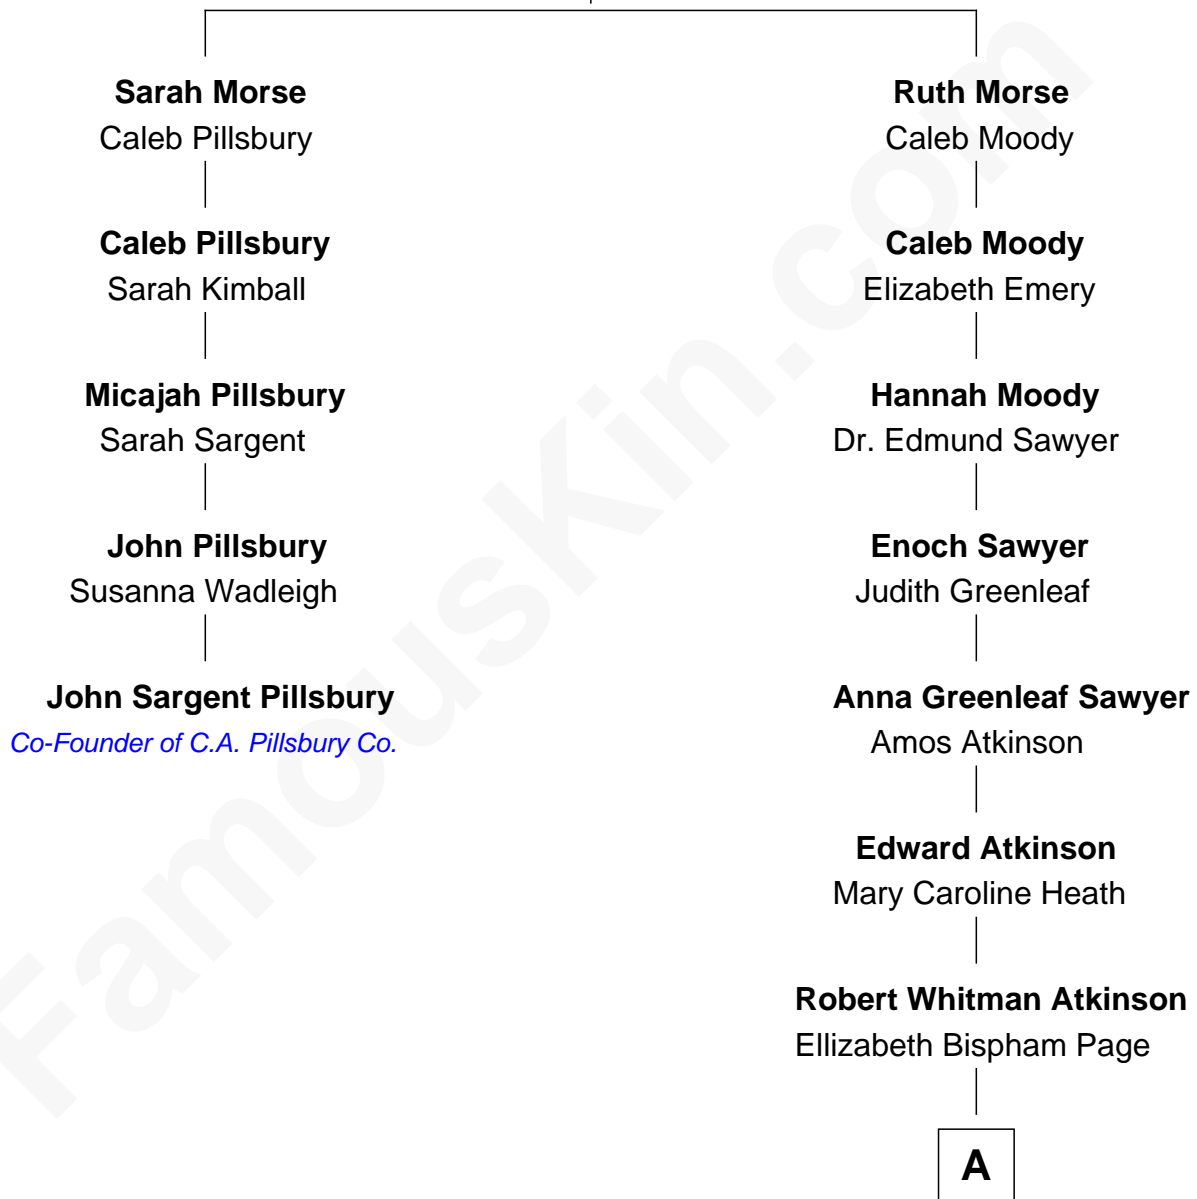 Sarah Morse
Caleb Pillsbury
Caleb Pillsbury
Sarah Kimball
Micajah Pillsbury
Sarah Sargent
John Pillsbury
Susanna Wadleigh
John Sargent Pillsbury
Co-Founder of C.A. Pillsbury Co.
Ruth Morse
Caleb Moody
Caleb Moody
Elizabeth Emery
Hannah Moody
Dr. Edmund Sawyer
Enoch Sawyer
Judith Greenleaf
Anna Greenleaf Sawyer
Amos Atkinson
Edward Atkinson
Mary Caroline Heath
Robert Whitman Atkinson
Ellizabeth Bispham Page
A
FamousKin.com